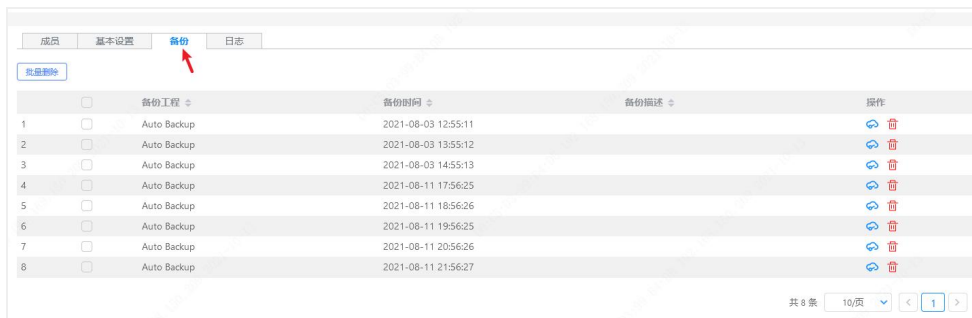 成员 基本设置 备份 日志
批量删除
备份工程 备份时间 备份描述 操作
1 Auto Backup 2021-08-03 12:55:11
2 Auto Backup 2021-08-03 13:55:12
3 Auto Backup 2021-08-03 14:55:13
4 Auto Backup 2021-08-11 17:56:25
5 Auto Backup 2021-08-11 18:56:26
6 Auto Backup 2021-08-11 19:56:25
7 Auto Backup 2021-08-11 20:56:26
8 Auto Backup 2021-08-11 21:56:27
共 8 条 10/页 < 1 >